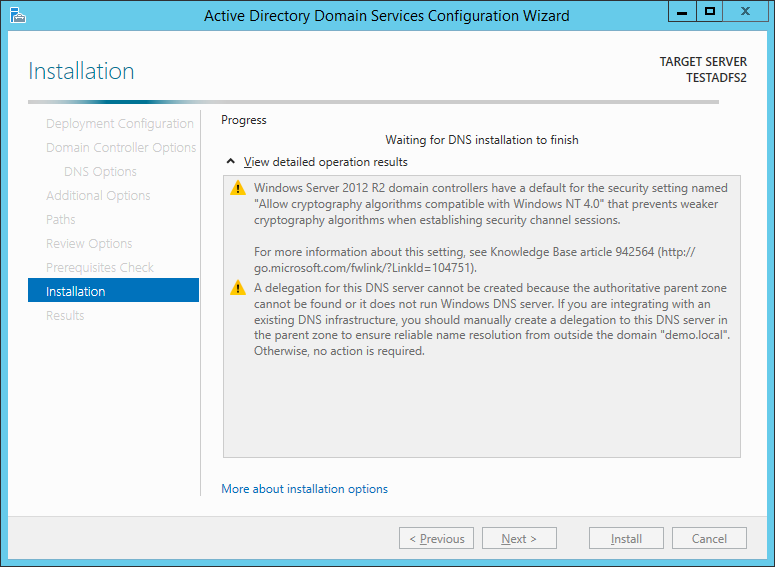 Active Directory Domain Services Configuration Wizard
Installation
TARGET SERVER
TESTADFS2
Deployment Configuration
Domain Controller Options
DNS Options
Additional Options
Paths
Review Options
Prerequisites Check
Installation
Results
Progress
Waiting for DNS installation to finish
View detailed operation results
Windows Server 2012 R2 domain controllers have a default for the security setting named
"Allow cryptography algorithms compatible with Windows NT 4.0" that prevents weaker
cryptography algorithms when establishing security channel sessions.
For more information about this setting, see Knowledge Base article 942564 (http://
go.microsoft.com/fwlink/?LinkId=104751).
A delegation for this DNS server cannot be created because the authoritative parent zone
cannot be found or it does not run Windows DNS server. If you are integrating with an
existing DNS infrastructure, you should manually create a delegation to this DNS server in
the parent zone to ensure reliable name resolution from outside the domain "demo.local".
Otherwise, no action is required.
More about installation options
< Previous
Next >
Install
Cancel